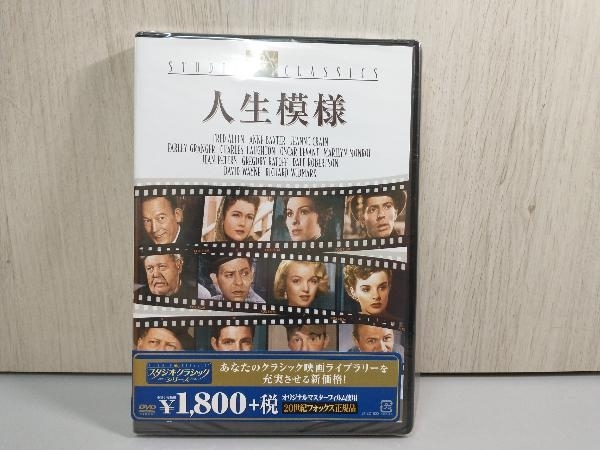 STUDIO CLASSICS
人生模様
FRED ALLEN ANNE BAXTER JEANNE CRAIN
FARLEY GRANGER CHARLES LAUGHTON OSCAR LEVANT MARILYN MONROE
JEAN PETERS GREGORY RATOFF DALE ROBERTSON
DAVID WAYNE RICHARD WIDMARK
スタジオ・クラシック
シリーズ
あなたのクラシック映画ライブラリーを
充実させる新価格!
DVD
¥1,800+税
オリジナルマスターフィルム使用
20世紀フォックス正規品